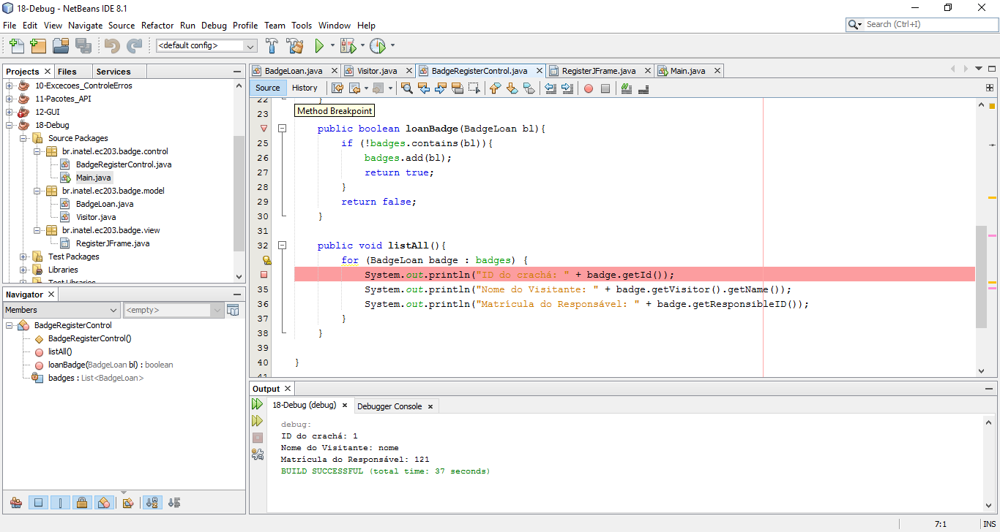 18-Debug - NetBeans IDE 8.1
File Edit View Navigate Source Refactor Run Debug Profile Team Tools Window Help
Search (Ctrl+I)
<default config>
Projects Files Services
10-Excecoes_ControleErros
11-Pacotes_API
12-GUI
18-Debug
Source Packages
br.inatel.ec203.badge.control
BadgeRegisterControl.java
Main.java
br.inatel.ec203.badge.model
BadgeLoan.java
Visitor.java
br.inatel.ec203.badge.view
RegisterJFrame.java
Test Packages
Libraries
Test Libraries
Navigator
Members
<empty>
BadgeRegisterControl
BadgeRegisterControl()
listAll()
loanBadge(BadgeLoan bl) : boolean
badges : List<BadgeLoan>
BadgeLoan.java Visitor.java BadgeRegisterControl.java RegisterJFrame.java Main.java
Source History
22 }
23
Method Breakpoint
public boolean loanBadge(BadgeLoan bl){
25 if (!badges.contains(bl)){
26 badges.add(bl);
27 return true;
28 }
29 return false;
30 }
31
32 public void listAll(){
for (BadgeLoan badge : badges) {
System.out.println("ID do crachá: " + badge.getId());
35 System.out.println("Nome do Visitante: " + badge.getVisitor().getName());
36 System.out.println("Matrícula do Responsável: " + badge.getResponsibleID());
37 }
38 }
39
40 }
41
Output
18-Debug (debug) Debugger Console
debug:
ID do crachá: 1
Nome do Visitante: nome
Matrícula do Responsável: 121
BUILD SUCCESSFUL (total time: 37 seconds)
7:1 INS